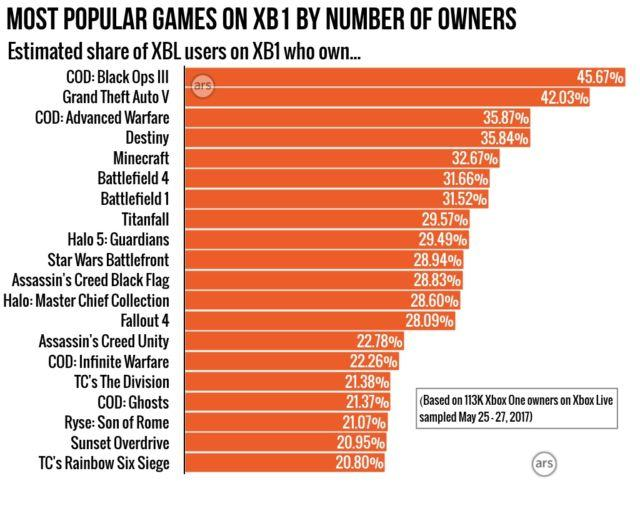 MOST POPULAR GAMES ON XB1 BY NUMBER OF OWNERS
Estimated share of XBL users on XB1 who own...
COD: Black Ops III 45.67%
ars
Grand Theft Auto V 42.03%
COD: Advanced Warfare 35.87%
Destiny 35.84%
Minecraft 32.67%
Battlefield 4 31.66%
Battlefield 1 31.52%
Titanfall 29.57%
Halo 5: Guardians 29.49%
Star Wars Battlefront 28.94%
Assassin's Creed Black Flag 28.83%
Halo: Master Chief Collection 28.60%
Fallout 4 28.09%
Assassin's Creed Unity 22.78%
COD: Infinite Warfare 22.26%
TC's The Division 21.38%
COD: Ghosts 21.37%
Ryse: Son of Rome 21.07%
Sunset Overdrive 20.95%
TC's Rainbow Six Siege 20.80%
(Based on 113K Xbox One owners on Xbox Live
sampled May 25 - 27, 2017)
ars